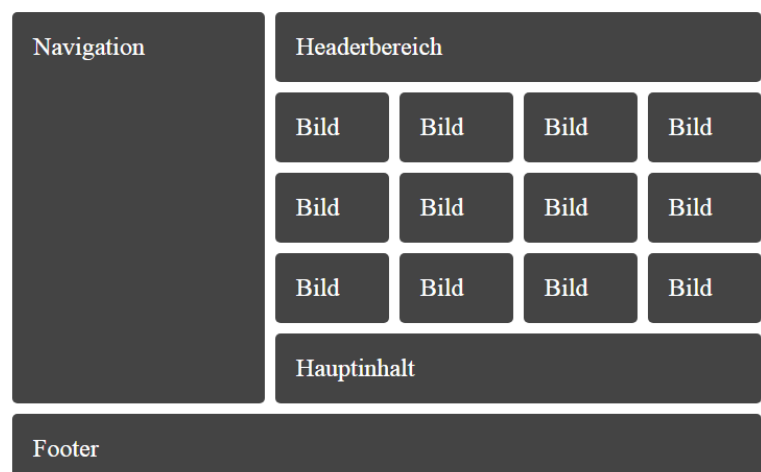 Navigation
Headerbereich
Bild Bild Bild Bild
Bild Bild Bild Bild
Bild Bild Bild Bild
Hauptinhalt
Footer